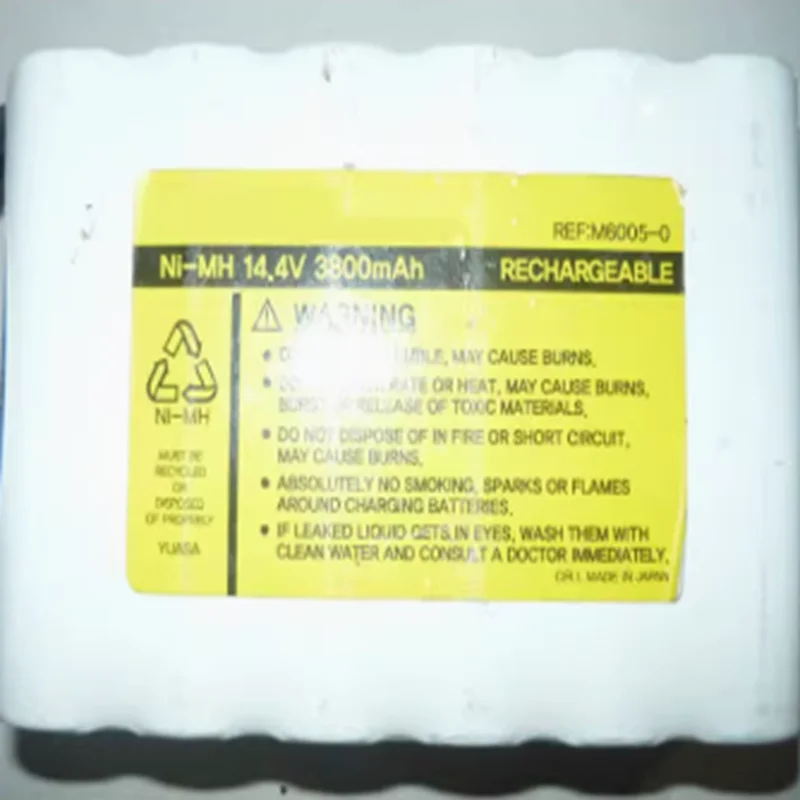 REF:M6005-0
Ni-MH 14.4V 3800mAh RECHARGEABLE
WARNING
MAY CAUSE BURNS.
OR HEAT, MAY CAUSE BURNS,
BURST OR RELEASE OF TOXIC MATERIALS.
• DO NOT DISPOSE OF IN FIRE OR SHORT CIRCUIT,
MAY CAUSE BURNS.
• ABSOLUTELY NO SMOKING, SPARKS OR FLAMES
AROUND CHARGING BATTERIES.
• IF LEAKED LIQUID GETS IN EYES, WASH THEM WITH
CLEAN WATER AND CONSULT A DOCTOR IMMEDIATELY.
CELL MADE IN JAPAN
NI-MH
MUST BE
RECYCLED
OR
DISPOSED
OF PROPERLY
YUASA